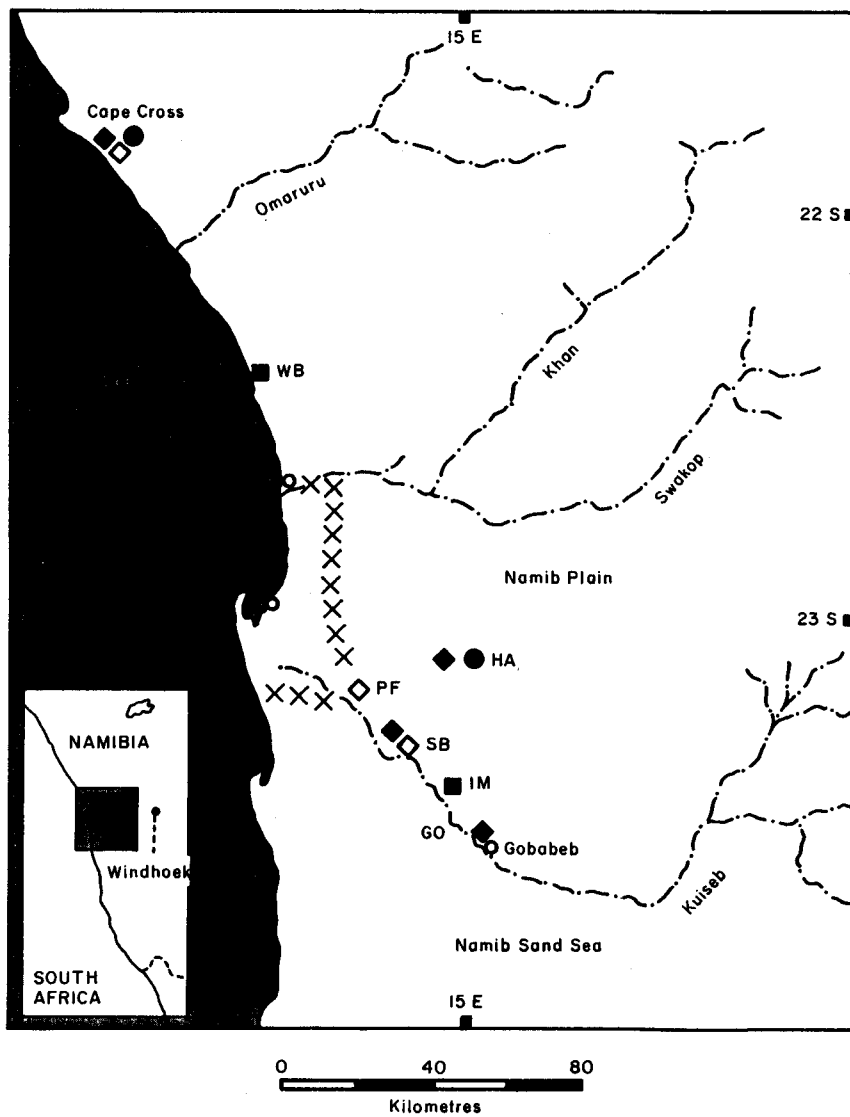 15 E
Cape Cross
Omaruru
22 S
Khan
WB
Swakop
Namib Plain
23 S
HA
PF
SB
IM
GO
Gobabeb
Kuiseb
Namib Sand Sea
NAMIBIA
Windhoek
SOUTH
AFRICA
15 E
0 40 80
Kilometres